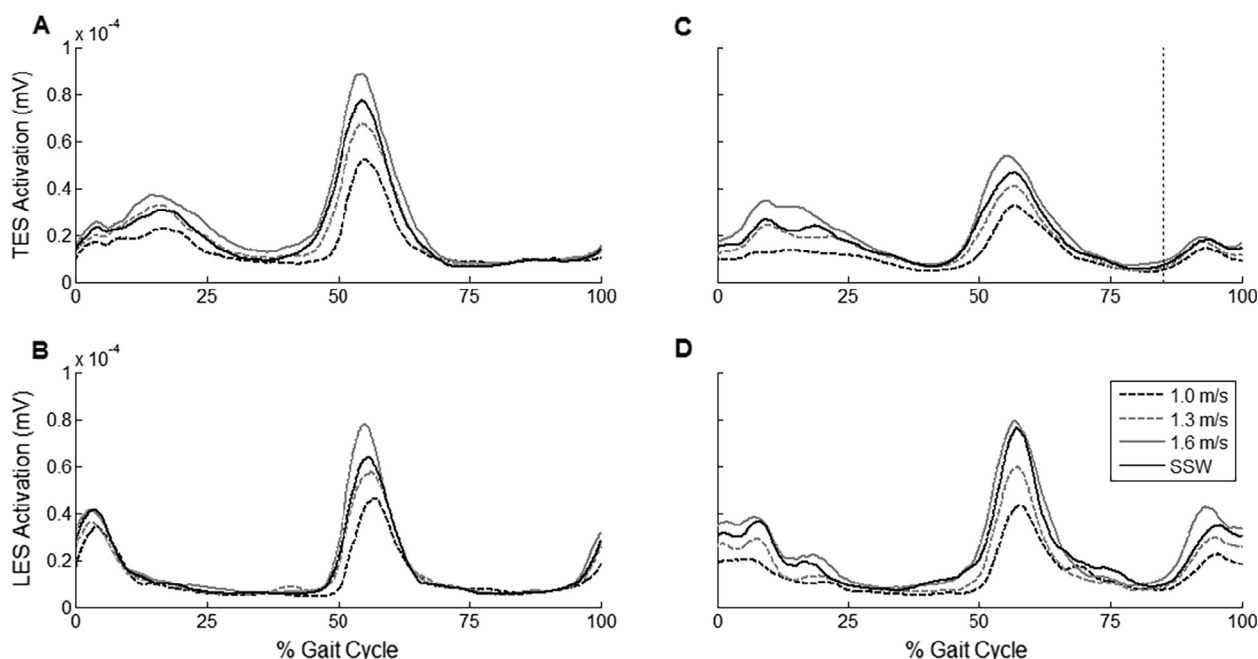 A
x 10⁻⁴
1
0.8
0.6
0.4
0.2
0
TES Activation (mV)
0 25 50 75 100
C
0 25 50 75 100
B
x 10⁻⁴
1
0.8
0.6
0.4
0.2
0
LES Activation (mV)
0 25 50 75 100
% Gait Cycle
D
1.0 m/s
1.3 m/s
1.6 m/s
SSW
0 25 50 75 100
% Gait Cycle